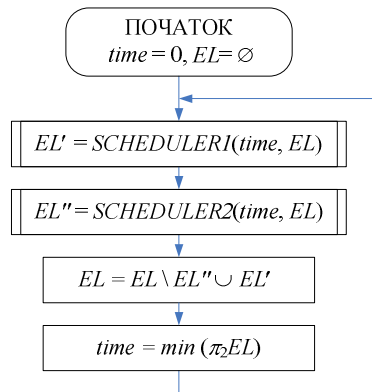 ПОЧАТОК
time = 0, EL = ∅
EL′ = SCHEDULER1(time, EL)
EL″ = SCHEDULER2(time, EL)
EL = EL \ EL″ ∪ EL′
time = min (π₂EL)